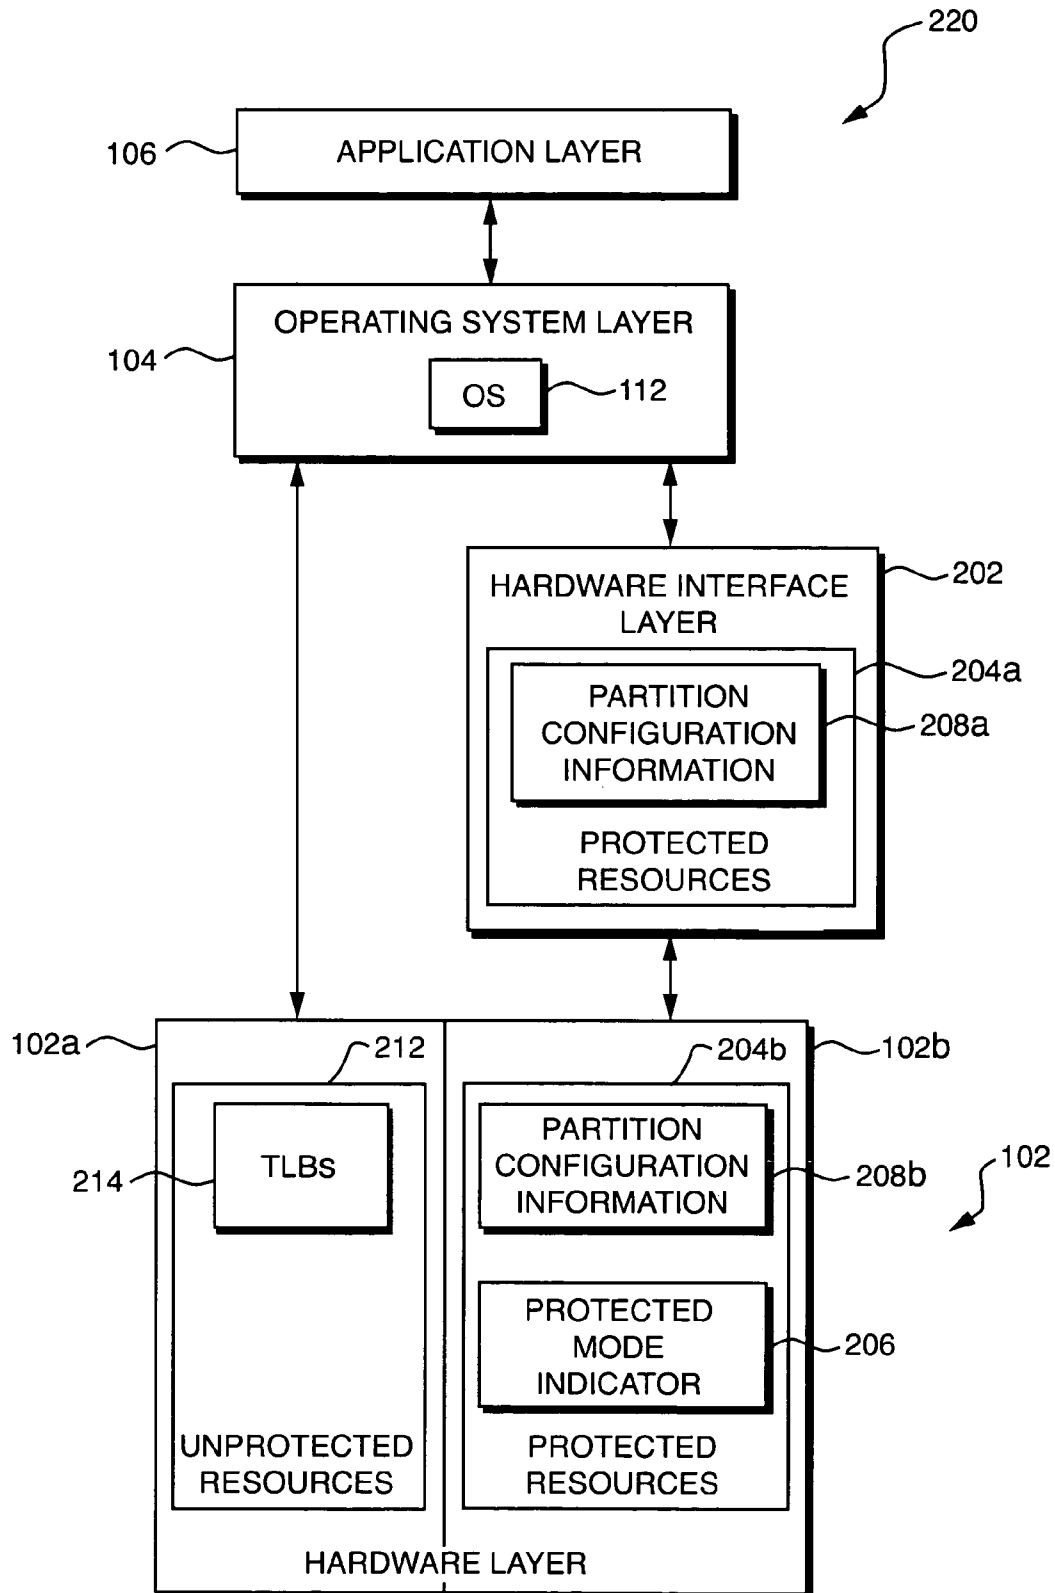 220
106
APPLICATION LAYER
OPERATING SYSTEM LAYER
104
OS
112
HARDWARE INTERFACE
LAYER
202
204a
PARTITION
CONFIGURATION
INFORMATION
208a
PROTECTED
RESOURCES
102a
212
204b
102b
TLBs
214
PARTITION
CONFIGURATION
INFORMATION
208b
102
PROTECTED
MODE
INDICATOR
206
UNPROTECTED
RESOURCES
PROTECTED
RESOURCES
HARDWARE LAYER